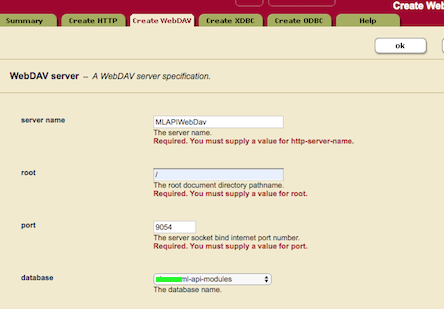 Create Web
Summary
Create HTTP
Create WebDAV
Create XDBC
Create ODBC
Help
ok
WebDAV server -- A WebDAV server specification.
server name
MLAPIWebDav
The server name.
Required. You must supply a value for http-server-name.
root
/
The root document directory pathname.
Required. You must supply a value for root.
port
9054
The server socket bind internet port number.
Required. You must supply a value for port.
database
ml-api-modules
The database name.